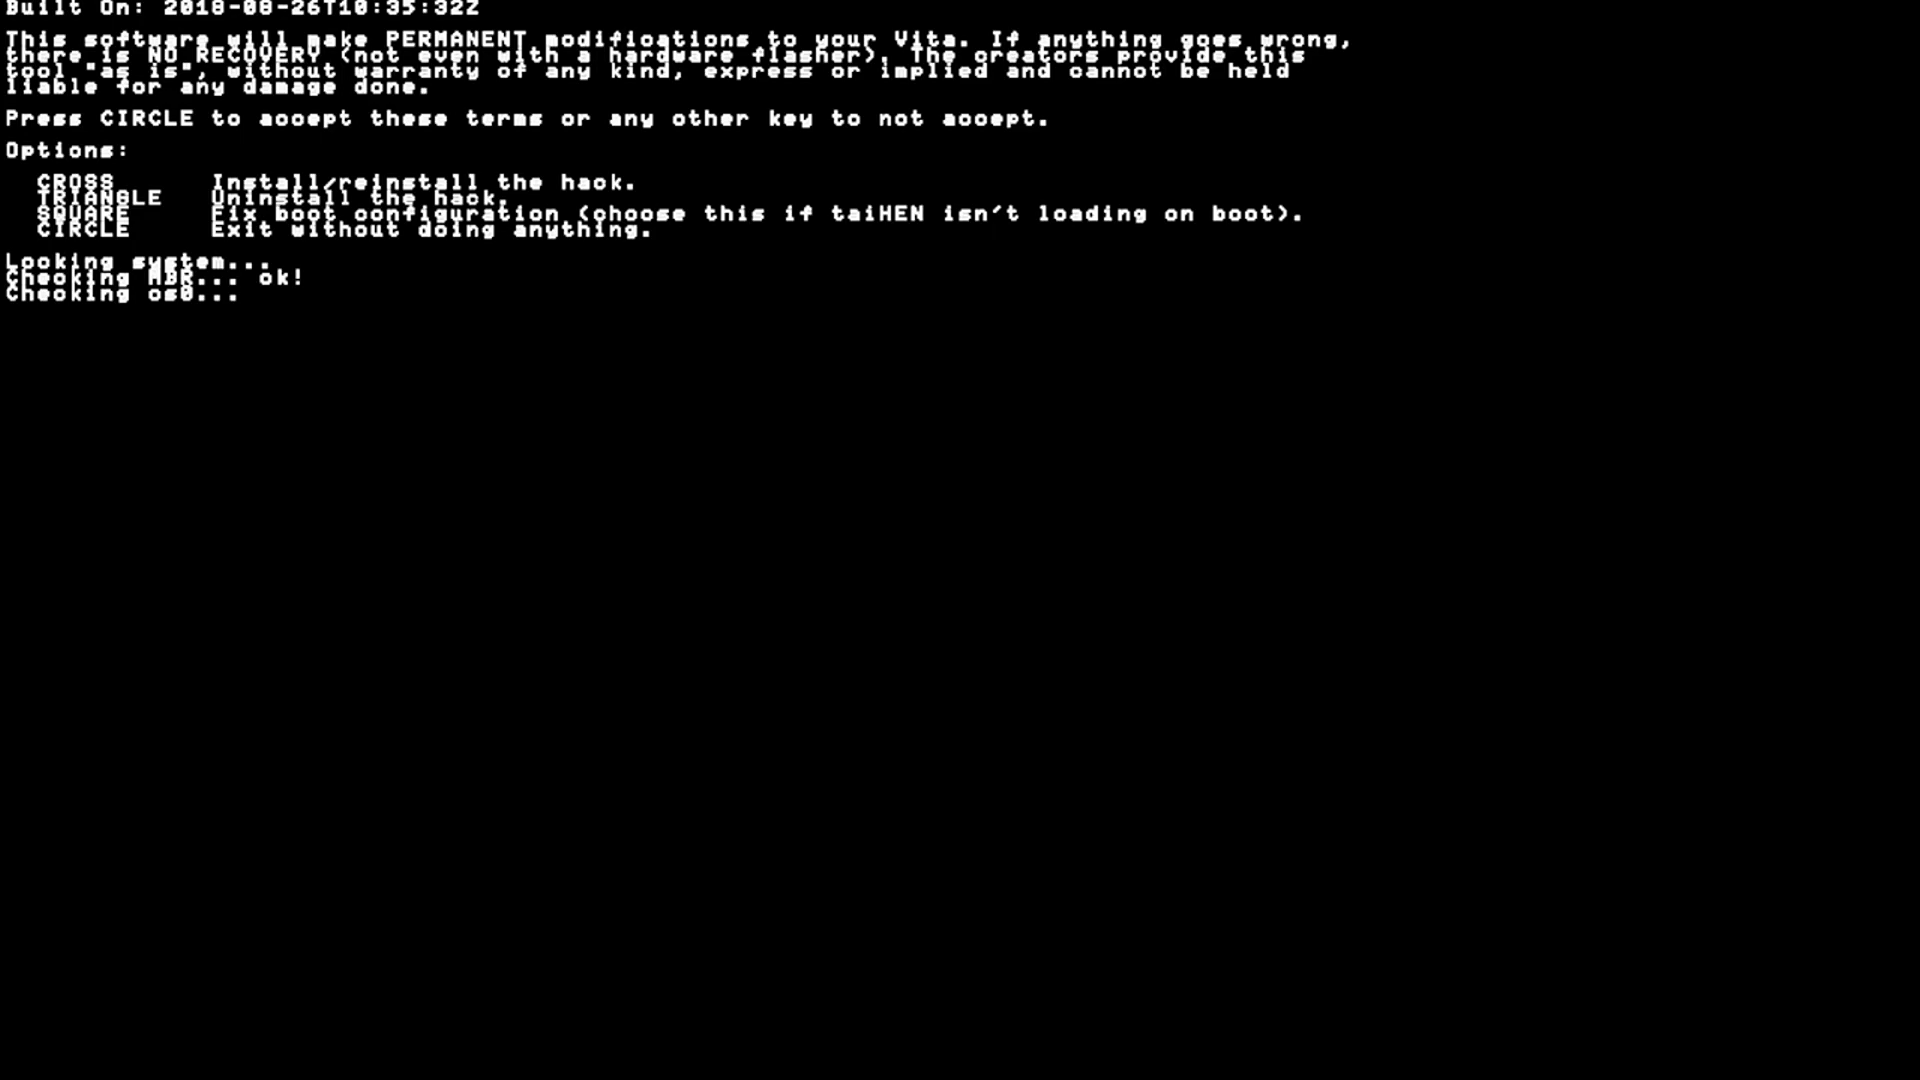 Built On: 2018-08-26T10:35:32Z
This software will make PERMANENT modifications to your Vita. If anything goes wrong,
there is NO RECOVERY (not even with a hardware flasher). The creators provide this
tool "as is", without warranty of any kind, express or implied and cannot be held
liable for any damage done.
Press CIRCLE to accept these terms or any other key to not accept.
Options:
CROSS Install/reinstall the hack.
TRIANGLE Uninstall the hack.
SQUARE Fix boot configuration (choose this if taiHEN isn't loading on boot).
CIRCLE Exit without doing anything.
Locking system...
Checking MBR... ok!
Checking os0...